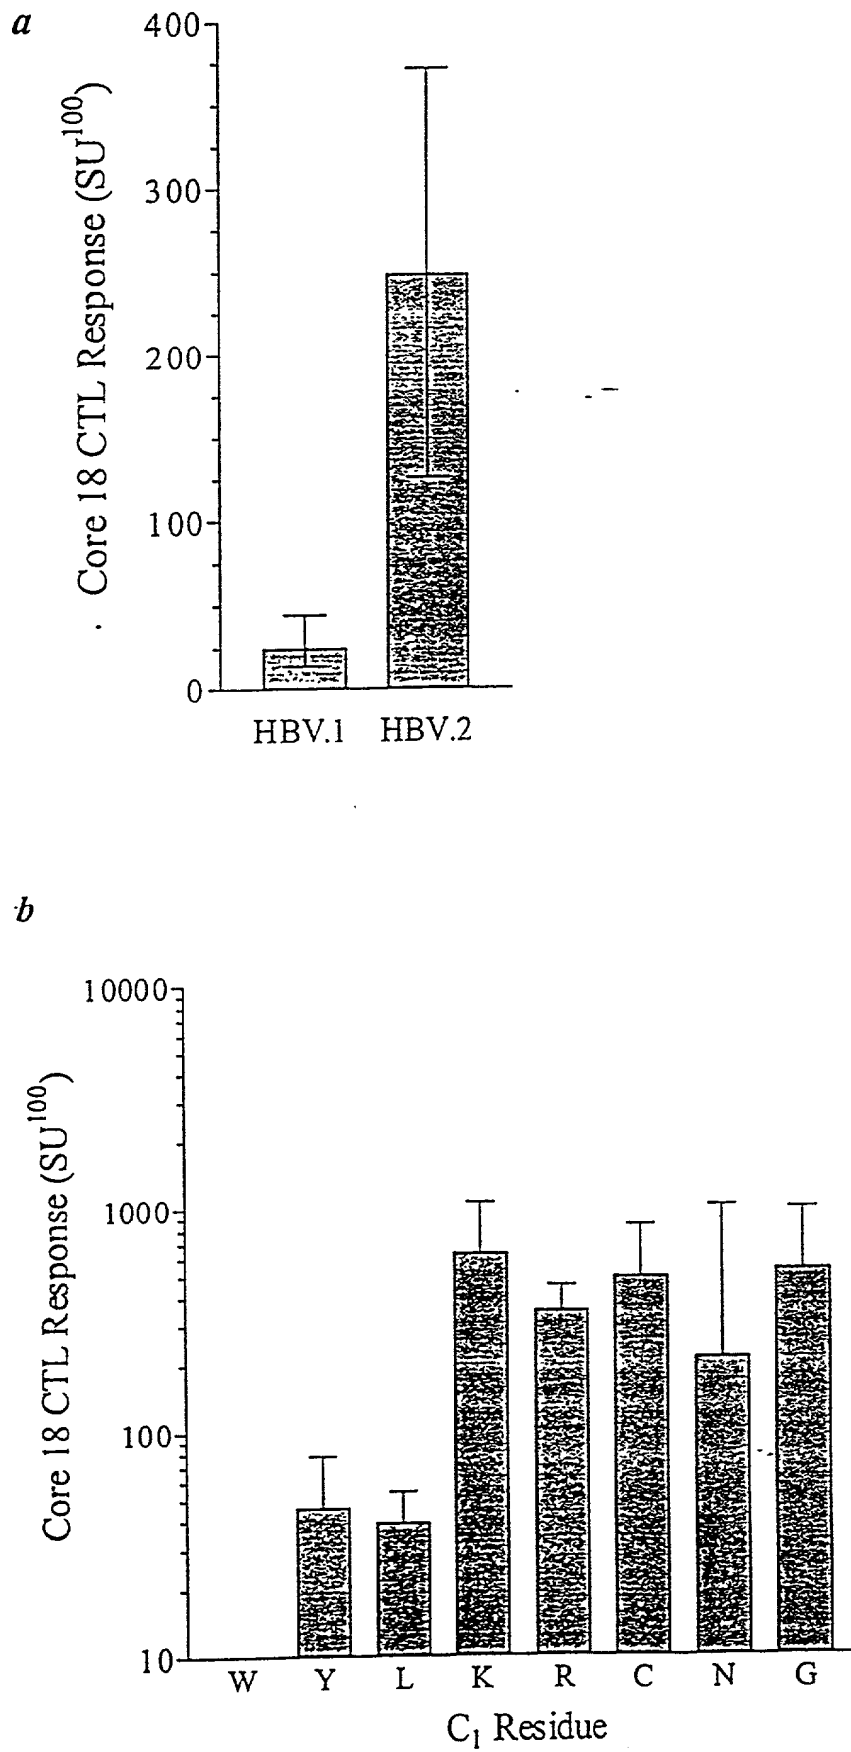 a
Core 18 CTL Response (SU100)
400
300
200
100
0
HBV.1 HBV.2
b
Core 18 CTL Response (SU100)
10000
1000
100
10
W Y L K R C N G
C1 Residue